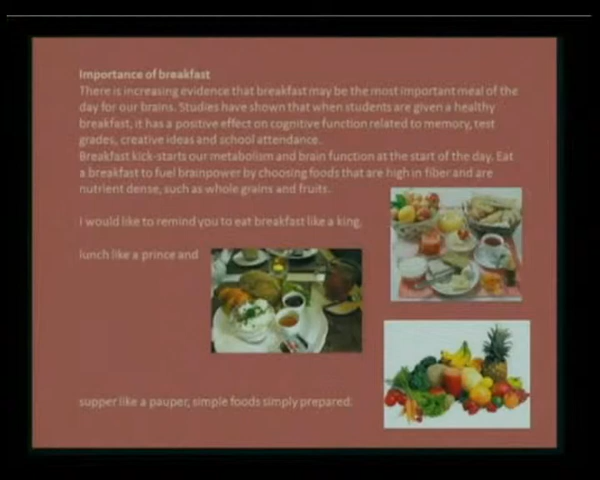 Importance of breakfast
There is increasing evidence that breakfast may be the most important meal of the
day for our brains. Studies have shown that when students are given a healthy
breakfast, it has a positive effect on cognitive function related to memory, test
grades, creative ideas and school attendance.
Breakfast kick-starts our metabolism and brain function at the start of the day. Eat
a breakfast to fuel brainpower by choosing foods that are high in fiber and are
nutrient dense, such as whole grains and fruits.
I would like to remind you to eat breakfast like a king,
lunch like a prince and
supper like a pauper, simple foods simply prepared.